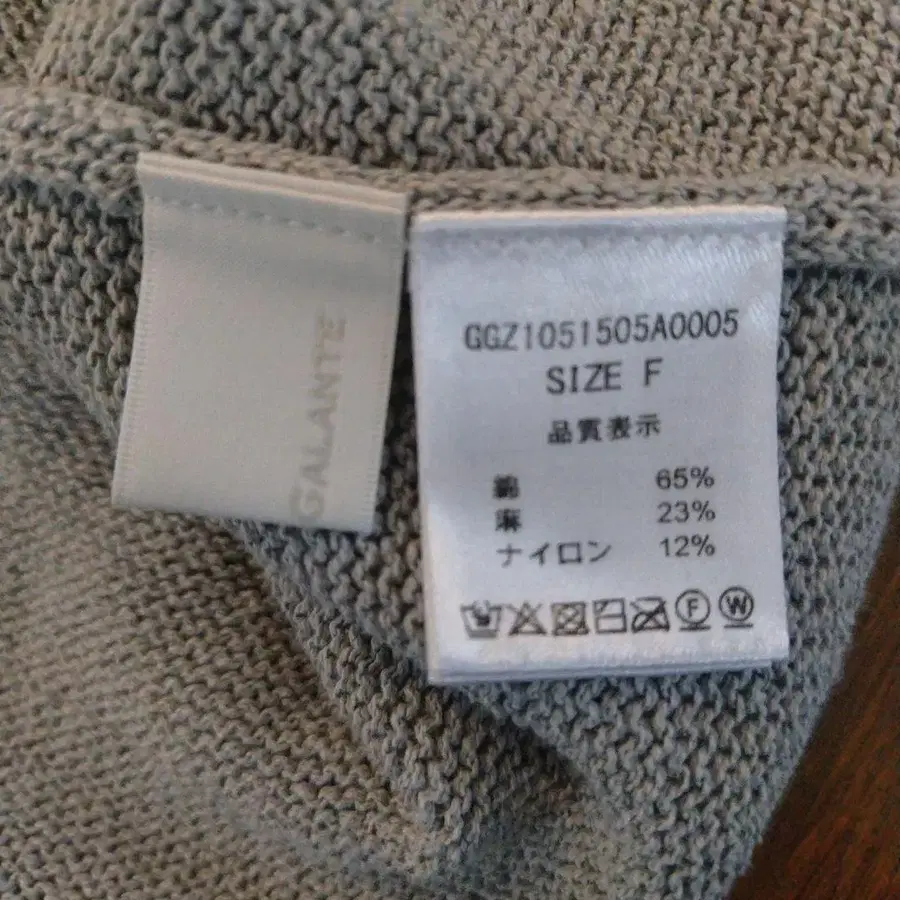 GALANTE
GGZ1051505A0005
SIZE F
品質表示
綿 65%
麻 23%
ナイロン 12%
F W